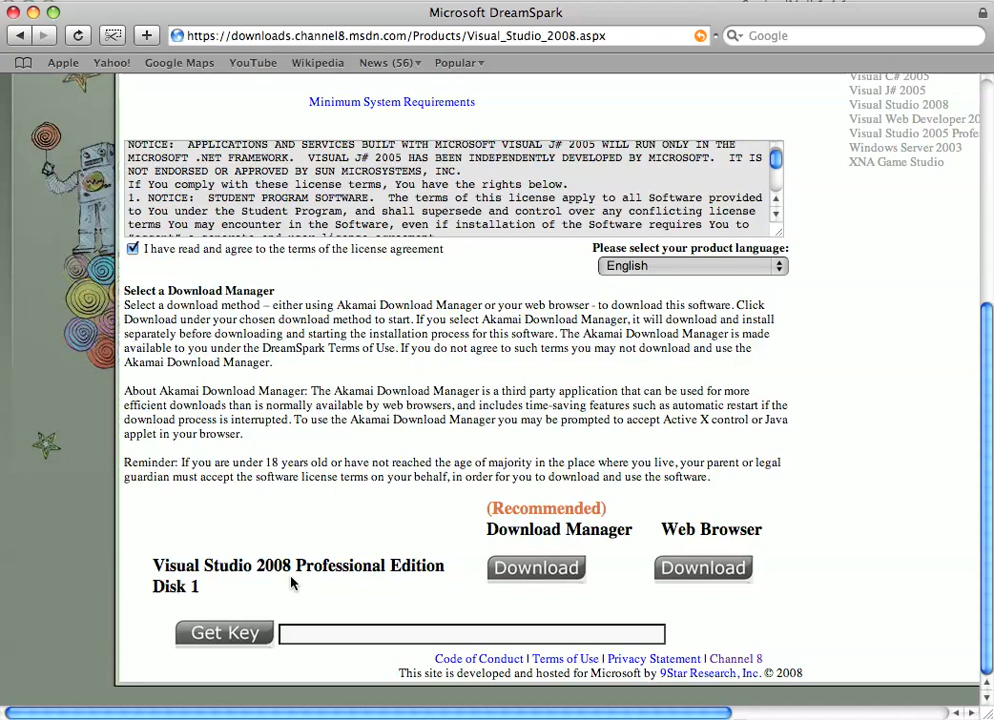 Microsoft DreamSpark
https://downloads.channel8.msdn.com/Products/Visual_Studio_2008.aspx
Google
Apple Yahoo! Google Maps YouTube Wikipedia News (56) Popular
Visual C# 2005
Visual J# 2005
Visual Studio 2008
Visual Web Developer 20
Visual Studio 2005 Profe
Windows Server 2003
XNA Game Studio
Minimum System Requirements
NOTICE: APPLICATIONS AND SERVICES BUILT WITH MICROSOFT VISUAL J# 2005 WILL RUN ONLY IN THE
MICROSOFT .NET FRAMEWORK. VISUAL J# 2005 HAS BEEN INDEPENDENTLY DEVELOPED BY MICROSOFT. IT IS
NOT ENDORSED OR APPROVED BY SUN MICROSYSTEMS, INC.
If You comply with these license terms, You have the rights below.
1. NOTICE: STUDENT PROGRAM SOFTWARE. The terms of this license apply to all Software provided
to You under the Student Program, and shall supersede and control over any conflicting license
terms You may encounter in the Software, even if installation of the Software requires You to
I have read and agree to the terms of the license agreement
Please select your product language:
English
Select a Download Manager
Select a download method – either using Akamai Download Manager or your web browser - to download this software. Click
Download under your chosen download method to start. If you select Akamai Download Manager, it will download and install
separately before downloading and starting the installation process for this software. The Akamai Download Manager is made
available to you under the DreamSpark Terms of Use. If you do not agree to such terms you may not download and use the
Akamai Download Manager.
About Akamai Download Manager: The Akamai Download Manager is a third party application that can be used for more
efficient downloads than is normally available by web browsers, and includes time-saving features such as automatic restart if the
download process is interrupted. To use the Akamai Download Manager you may be prompted to accept Active X control or Java
applet in your browser.
Reminder: If you are under 18 years old or have not reached the age of majority in the place where you live, your parent or legal
guardian must accept the software license terms on your behalf, in order for you to download and use the software.
(Recommended)
Download Manager Web Browser
Visual Studio 2008 Professional Edition
Disk 1
Download Download
Get Key
Code of Conduct | Terms of Use | Privacy Statement | Channel 8
This site is developed and hosted for Microsoft by 9Star Research, Inc. © 2008